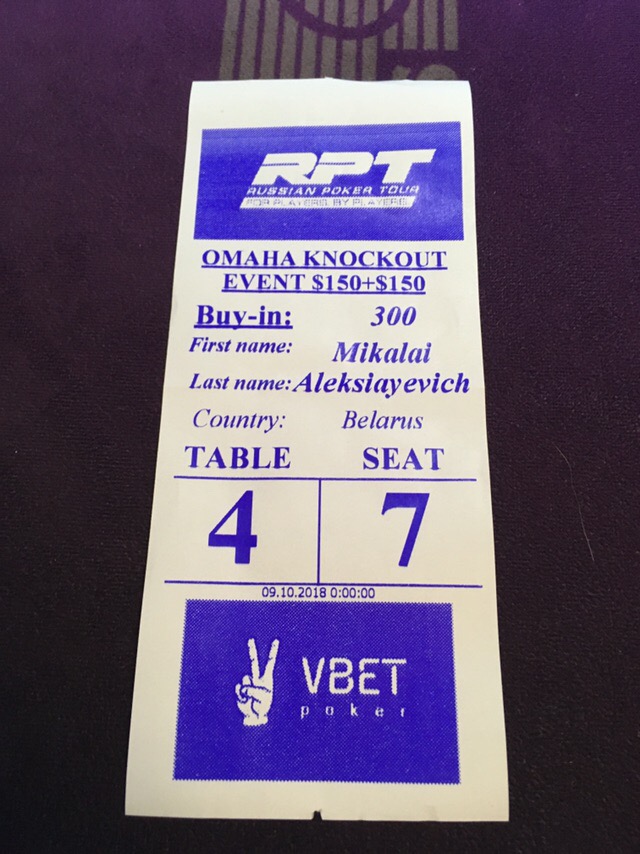 RPT
RUSSIAN POKER TOUR
FOR PLAYERS. BY PLAYERS.
OMAHA KNOCKOUT
EVENT $150+$150
Buy-in: 300
First name: Mikalai
Last name: Aleksiayevich
Country: Belarus
TABLE SEAT
4 7
09.10.2018 0:00:00
VBET
poker